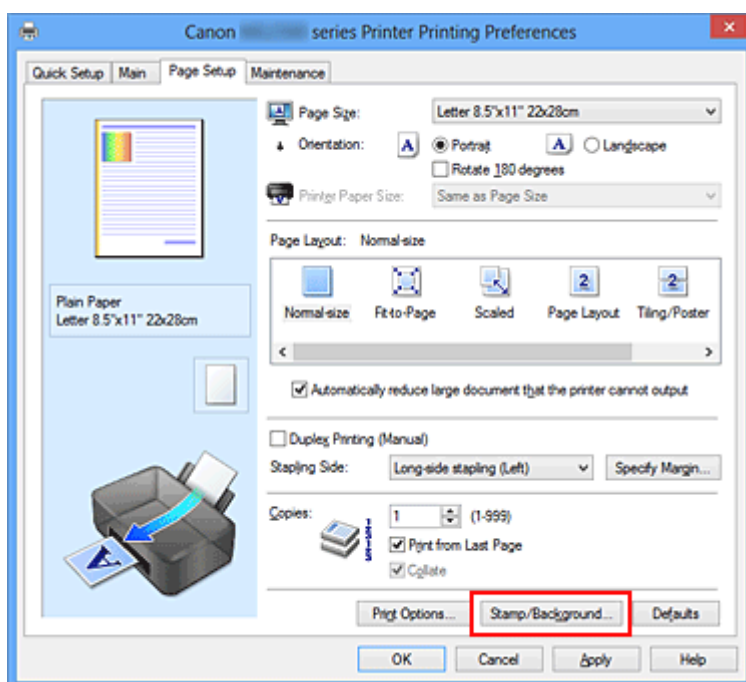 Canon series Printer Printing Preferences
Quick Setup Main Page Setup Maintenance
Page Size: Letter 8.5"x11" 22x28cm
Orientation: A Portrait A Landscape
Rotate 180 degrees
Printer Paper Size: Same as Page Size
Page Layout: Normal-size
2 2
Normal-size Fit-to-Page Scaled Page Layout Tiling/Poster
Plain Paper
Letter 8.5"x11" 22x28cm
Automatically reduce large document that the printer cannot output
Duplex Printing (Manual)
Stapling Side: Long-side stapling (Left) Specify Margin...
Copies: 1 (1-999)
Print from Last Page
Collate
A
Print Options... Stamp/Background... Defaults
OK Cancel Apply Help